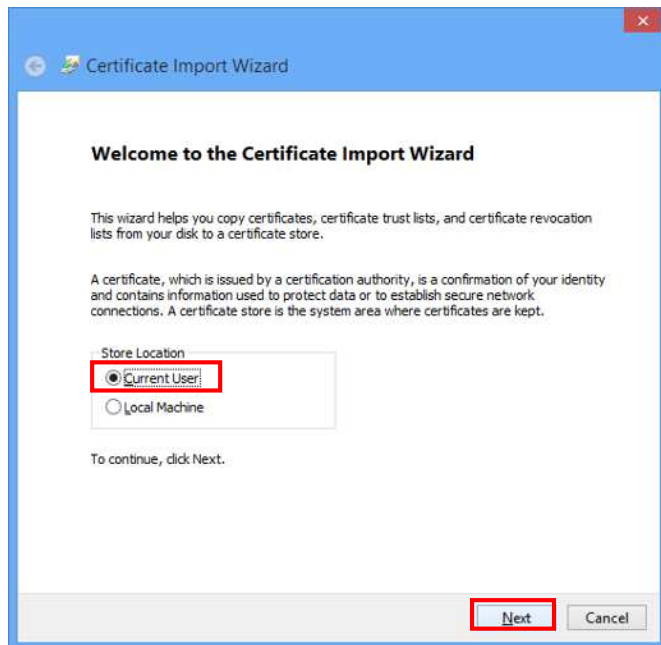 Certificate Import Wizard
Welcome to the Certificate Import Wizard
This wizard helps you copy certificates, certificate trust lists, and certificate revocation
lists from your disk to a certificate store.
A certificate, which is issued by a certification authority, is a confirmation of your identity
and contains information used to protect data or to establish secure network
connections. A certificate store is the system area where certificates are kept.
Store Location
Current User
Local Machine
To continue, click Next.
Next
Cancel